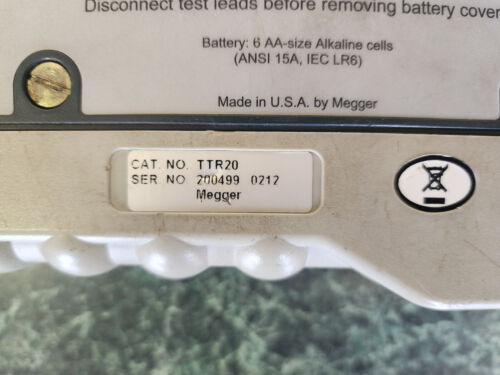 Disconnect test leads before removing battery cover
Battery: 6 AA-size Alkaline cells
(ANSI 15A, IEC LR6)
Made in U.S.A. by Megger
CAT. NO. TTR20
SER. NO. 200499 0212
Megger